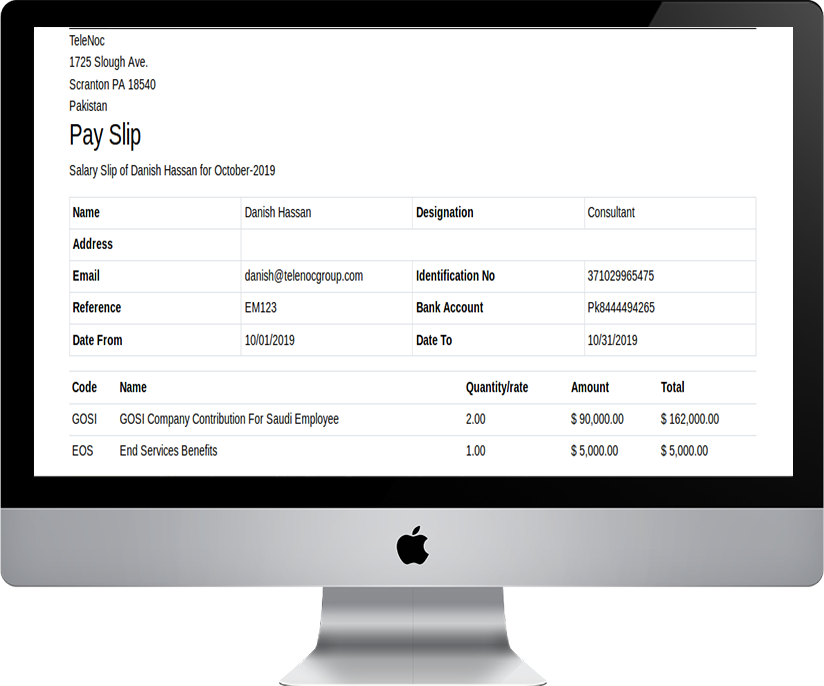 TeleNoc
1725 Slough Ave.
Scranton PA 18540
Pakistan
Pay Slip
Salary Slip of Danish Hassan for October-2019
Name Danish Hassan Designation Consultant
Address
Email danish@telenocgroup.com Identification No 371029965475
Reference EM123 Bank Account Pk8444494265
Date From 10/01/2019 Date To 10/31/2019
Code Name Quantity/rate Amount Total
GOSI GOSI Company Contribution For Saudi Employee 2.00 $ 90,000.00 $ 162,000.00
EOS End Services Benefits 1.00 $ 5,000.00 $ 5,000.00